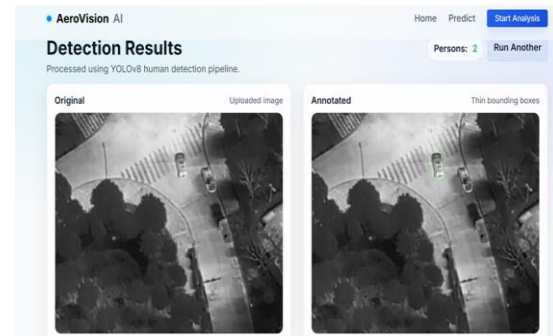 AeroVision AI
Home Predict Start Analysis
Detection Results
Persons: 2 Run Another
Processed using YOLOv8 human detection pipeline.
Original Uploaded image
Annotated Thin bounding boxes